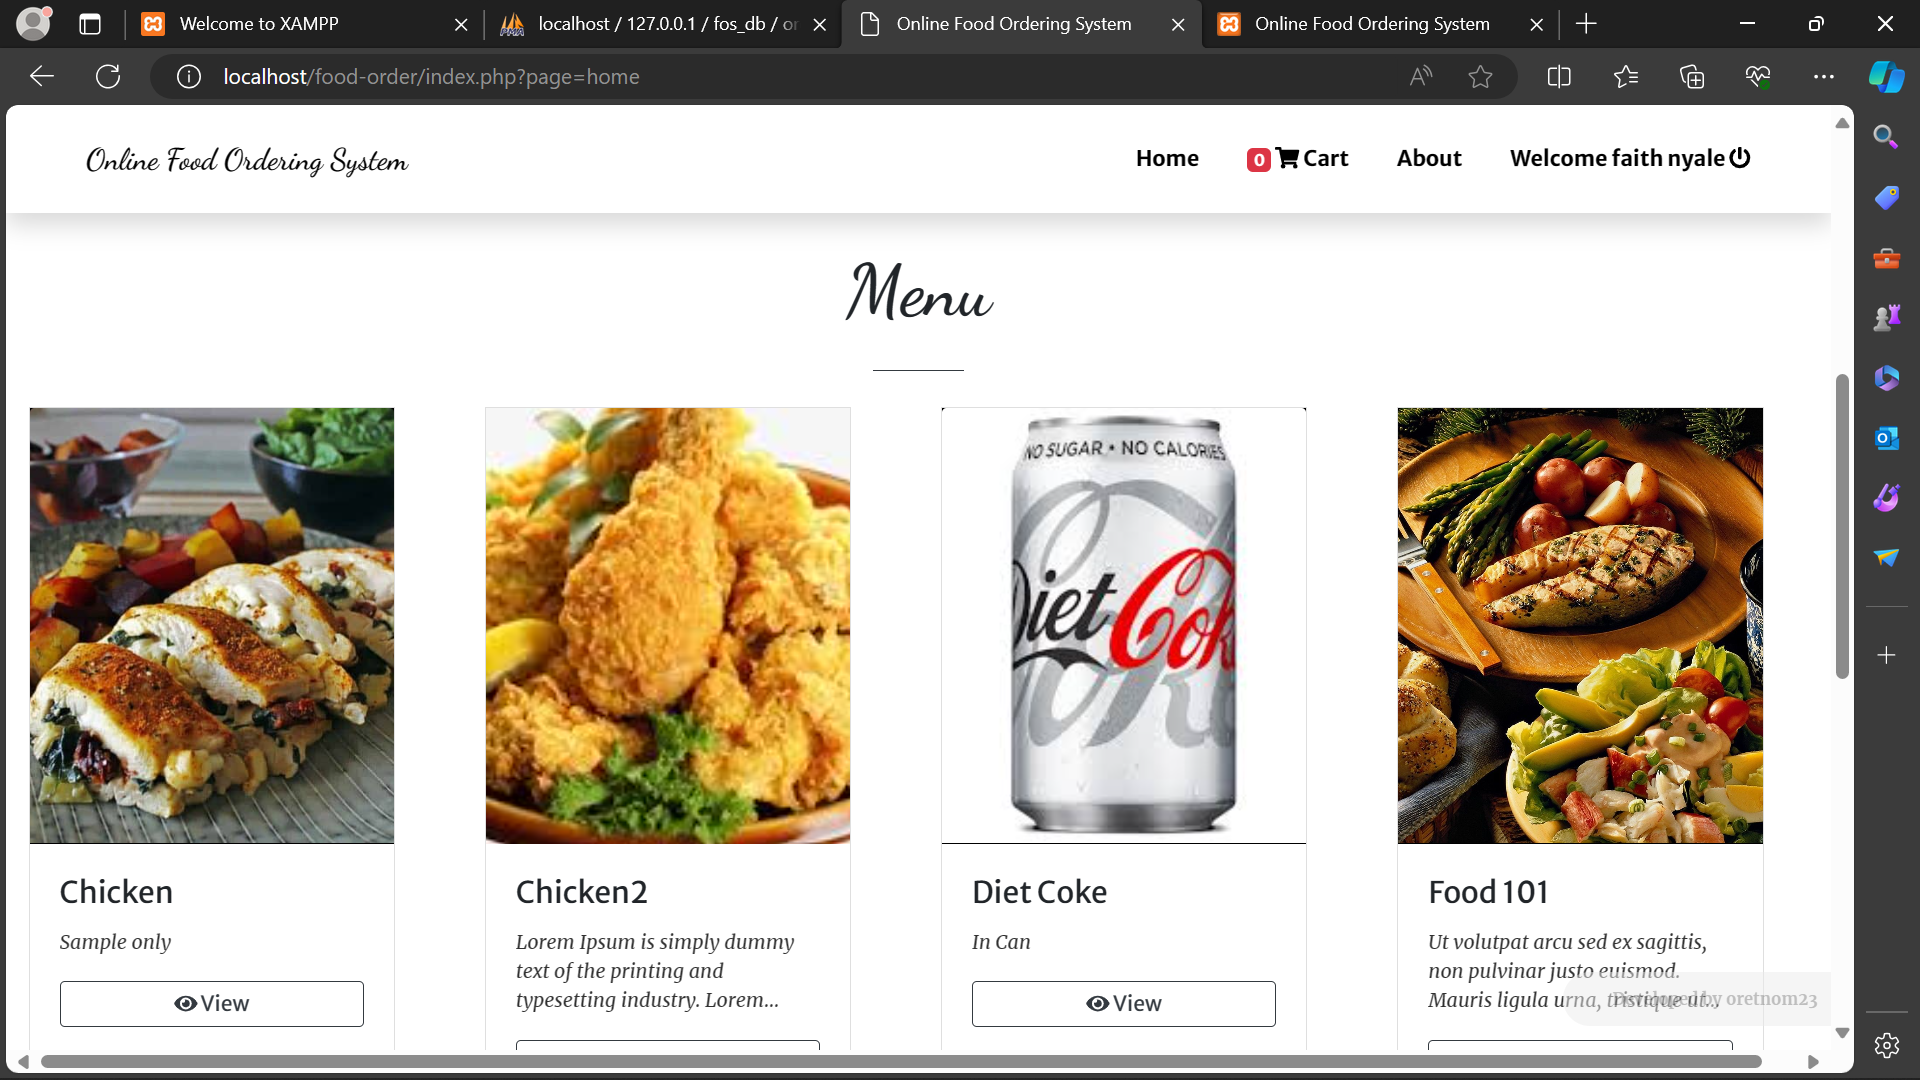 Welcome to XAMPP
localhost / 127.0.0.1 / fos_db / or
Online Food Ordering System
Online Food Ordering System
localhost/food-order/index.php?page=home
Online Food Ordering System
Home
0 Cart
About
Welcome faith nyale
Menu
NO SUGAR • NO CALORIES
Diet Coke
Chicken
Sample only
View
Chicken2
Lorem Ipsum is simply dummy
text of the printing and
typesetting industry. Lorem...
Diet Coke
In Can
View
Food 101
Ut volutpat arcu sed ex sagittis,
non pulvinar justo euismod.
Mauris ligula urna, tristique ut...
Developed by oretnom23